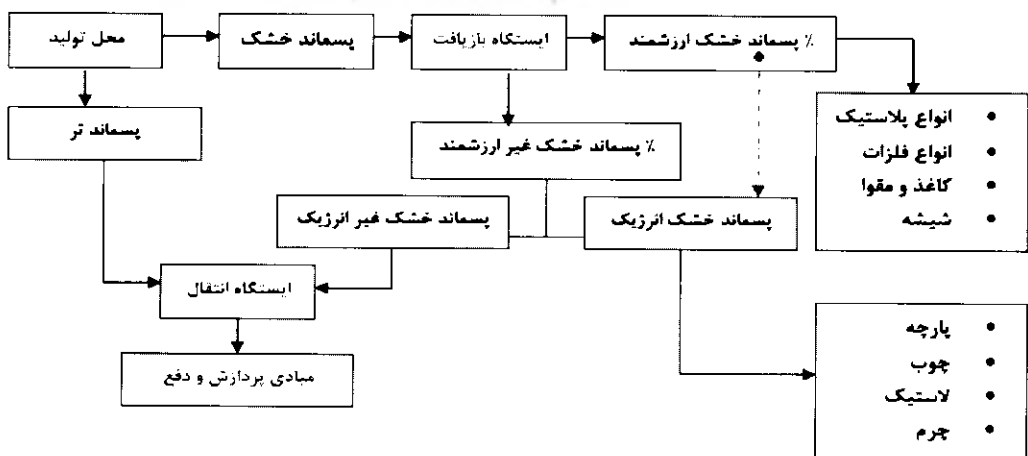 محل تولید
پسماند خشک
ایستگاه بازیافت
٪ پسماند خشک ارزشمند
پسماند تر
٪ پسماند خشک غیر ارزشمند
• انواع پلاستیک
• انواع فلزات
• کاغذ و مقوا
• شیشه
پسماند خشک غیر انرژیک
پسماند خشک انرژیک
ایستگاه انتقال
مبادی پردازش و دفع
• پارچه
• چوب
• لاستیک
• چرم